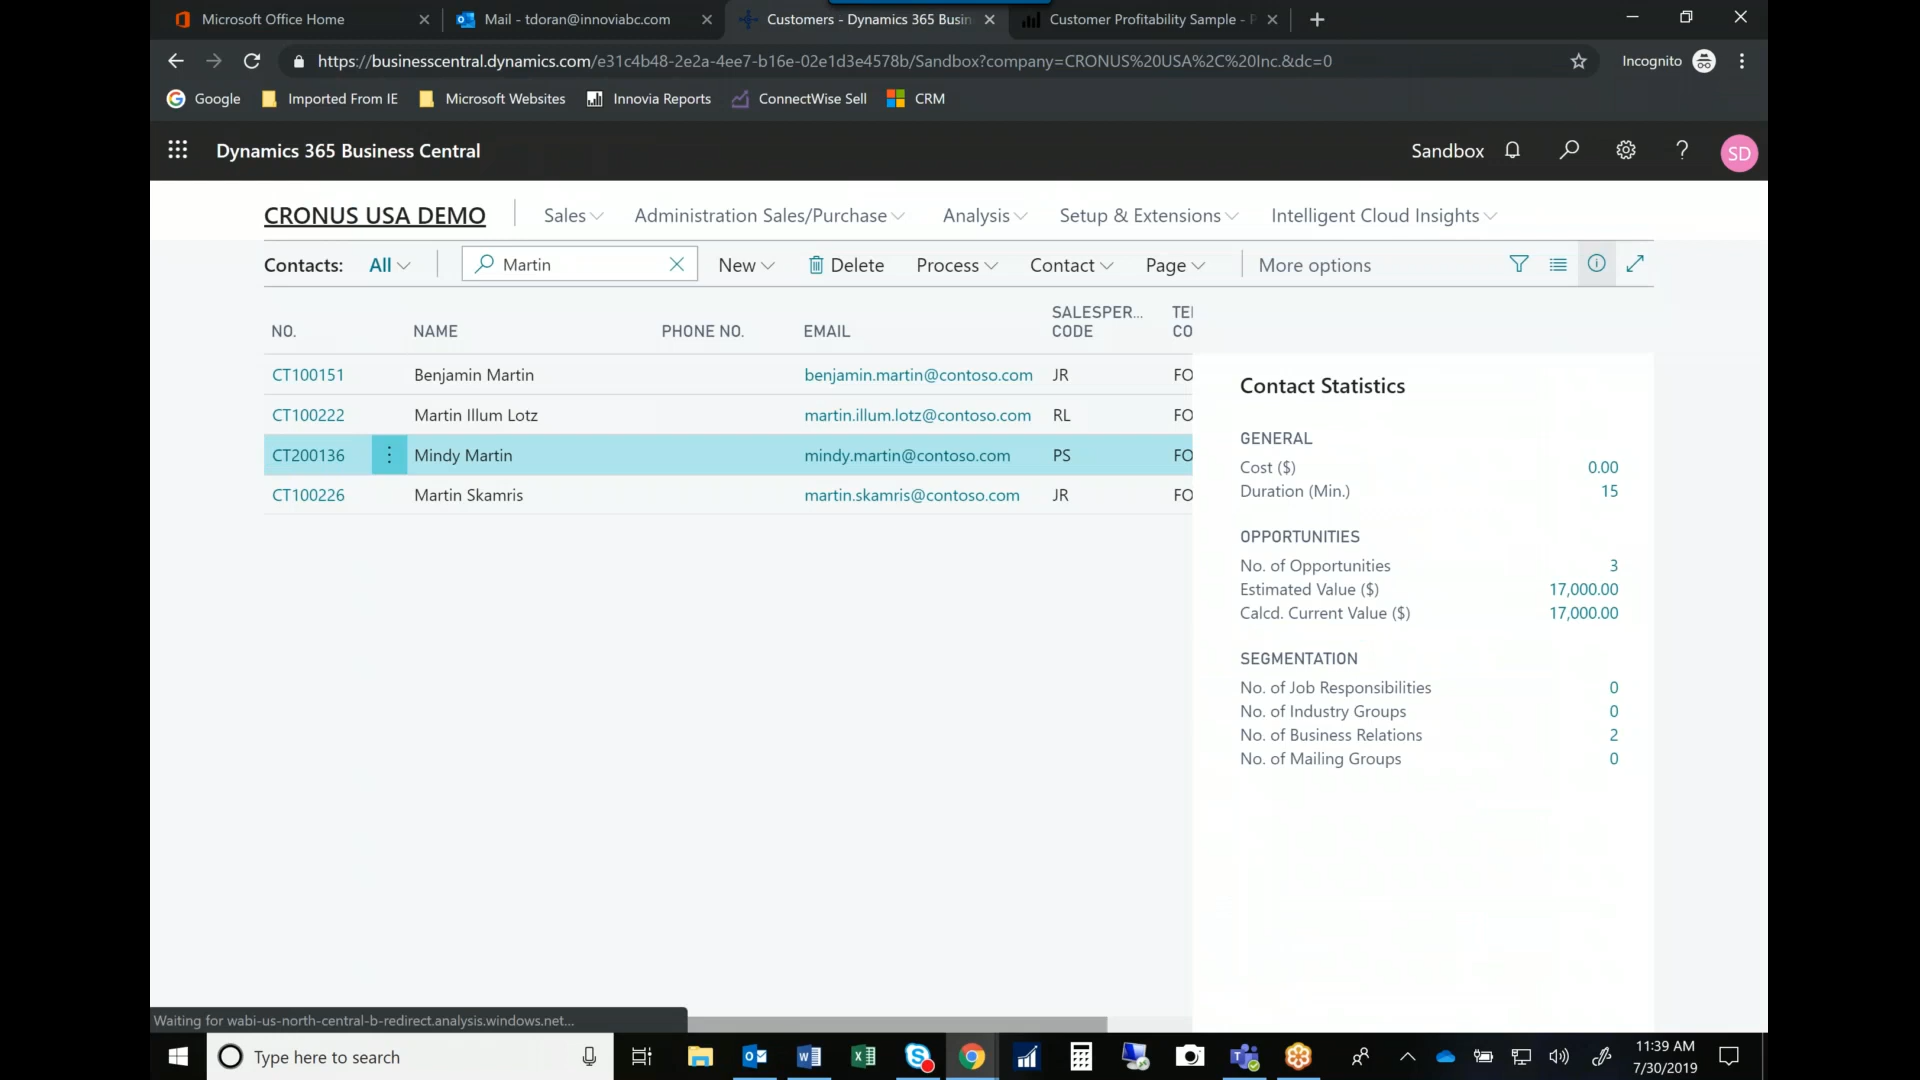 Microsoft Office Home
Mail - tdoran@innoviabc.com
Customers - Dynamics 365 Busin
Customer Profitability Sample - P
https://businesscentral.dynamics.com/e31c4b48-2e2a-4ee7-b16e-02e1d3e4578b/Sandbox?company=CRONUS%20USA%2C%20Inc.&dc=0
Incognito
Google
Imported From IE
Microsoft Websites
Innovia Reports
ConnectWise Sell
CRM
Dynamics 365 Business Central
Sandbox
SD
CRONUS USA DEMO
Sales
Administration Sales/Purchase
Analysis
Setup & Extensions
Intelligent Cloud Insights
Contacts: All
Martin
New
Delete
Process
Contact
Page
More options
NO.
NAME
PHONE NO.
EMAIL
SALESPER...
CODE
TE
CO
CT100151 Benjamin Martin benjamin.martin@contoso.com JR FO
CT100222 Martin Illum Lotz martin.illum.lotz@contoso.com RL FO
CT200136 Mindy Martin mindy.martin@contoso.com PS FO
CT100226 Martin Skamris martin.skamris@contoso.com JR FO
Contact Statistics
GENERAL
Cost ($) 0.00
Duration (Min.) 15
OPPORTUNITIES
No. of Opportunities 3
Estimated Value ($) 17,000.00
Calcd. Current Value ($) 17,000.00
SEGMENTATION
No. of Job Responsibilities 0
No. of Industry Groups 0
No. of Business Relations 2
No. of Mailing Groups 0
Waiting for wabi-us-north-central-b-redirect.analysis.windows.net...
Type here to search
11:39 AM
7/30/2019